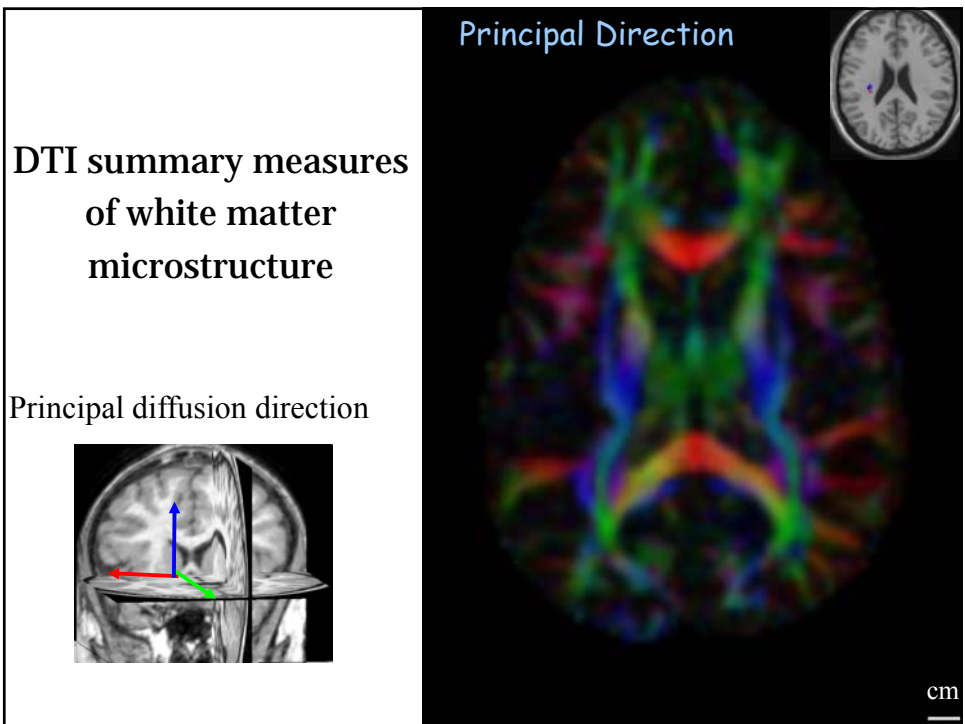 DTI summary measures
of white matter
microstructure
Principal diffusion direction
Principal Direction
cm